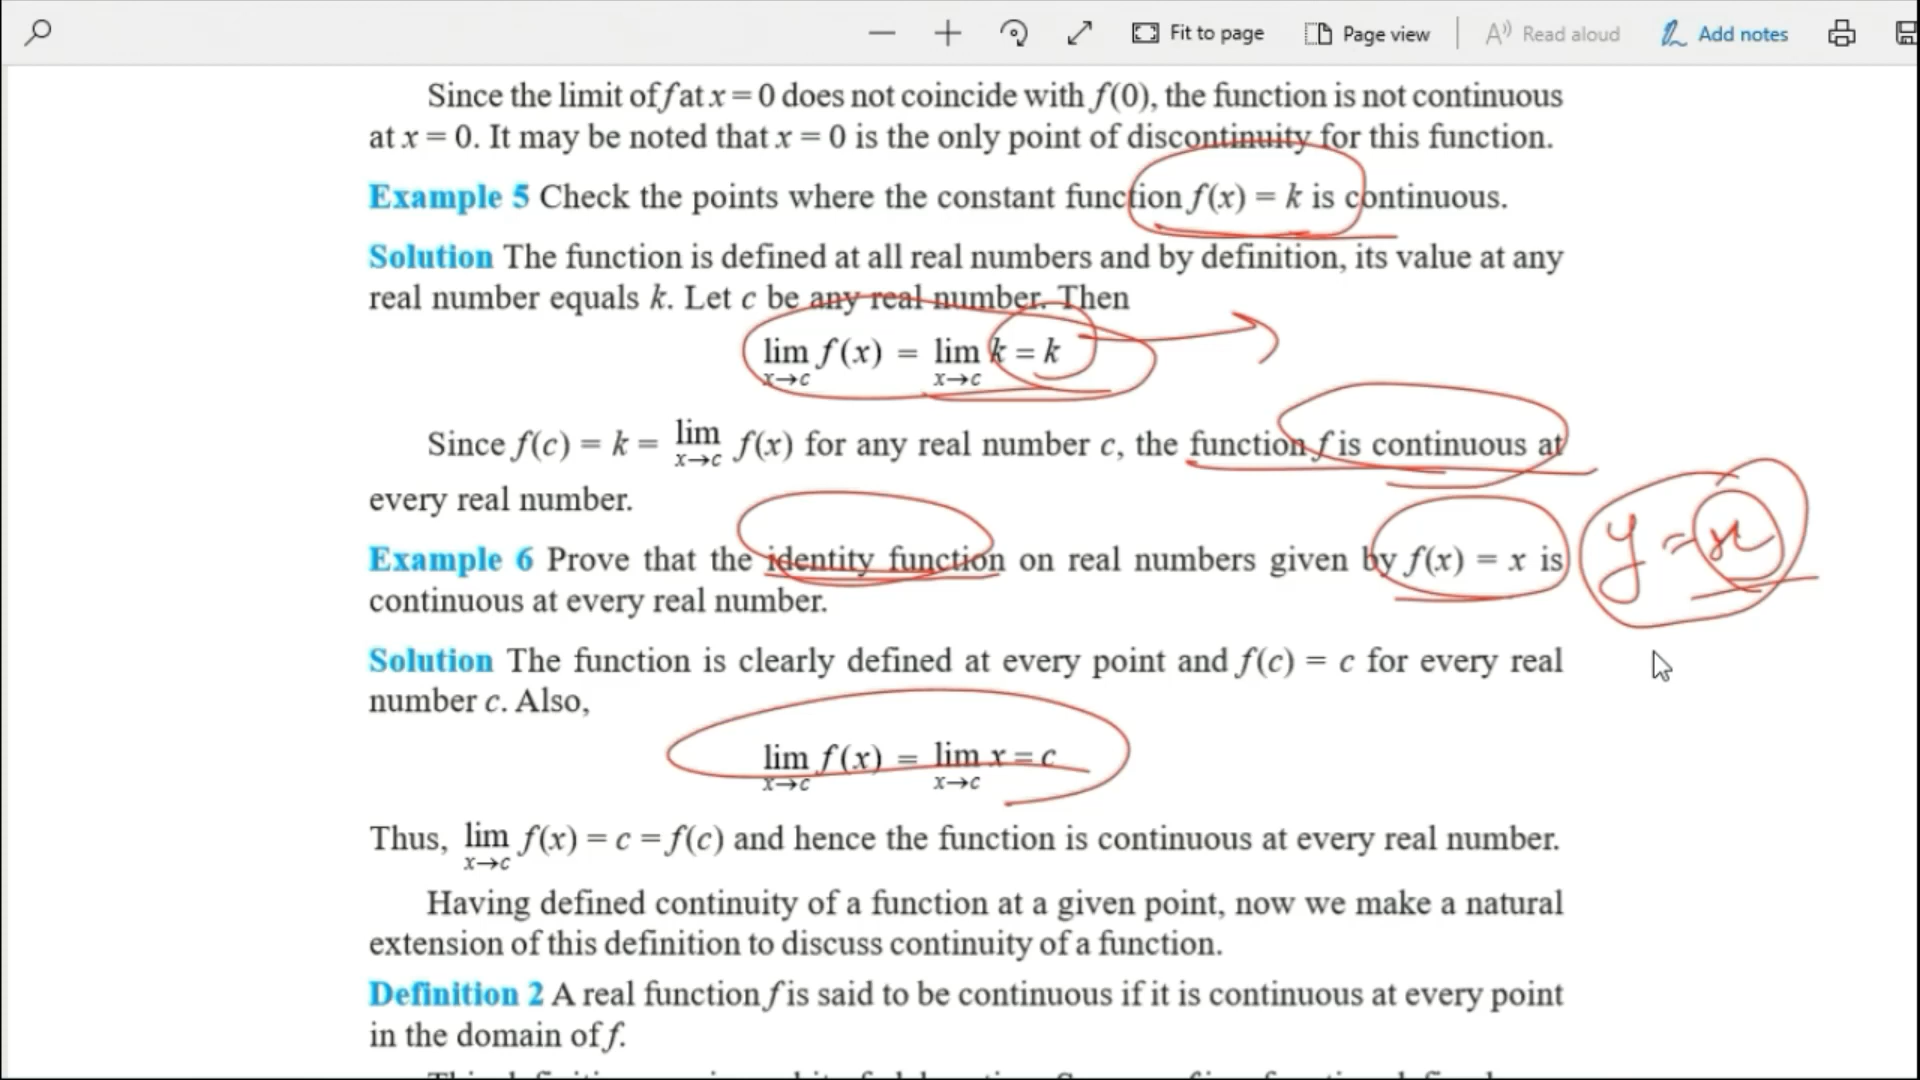 Fit to page Page view Read aloud Add notes
Since the limit of f at x = 0 does not coincide with f(0), the function is not continuous
at x = 0. It may be noted that x = 0 is the only point of discontinuity for this function.
Example 5 Check the points where the constant function f(x) = k is continuous.
Solution The function is defined at all real numbers and by definition, its value at any
real number equals k. Let c be any real number. Then
lim f(x) = lim k = k
x→c x→c
Since f(c) = k = lim f(x) for any real number c, the function f is continuous at
x→c
every real number.
Example 6 Prove that the identity function on real numbers given by f(x) = x is
y = x
continuous at every real number.
Solution The function is clearly defined at every point and f(c) = c for every real
number c. Also,
lim f(x) = lim x = c
x→c x→c
Thus, lim f(x) = c = f(c) and hence the function is continuous at every real number.
x→c
Having defined continuity of a function at a given point, now we make a natural
extension of this definition to discuss continuity of a function.
Definition 2 A real function f is said to be continuous if it is continuous at every point
in the domain of f.